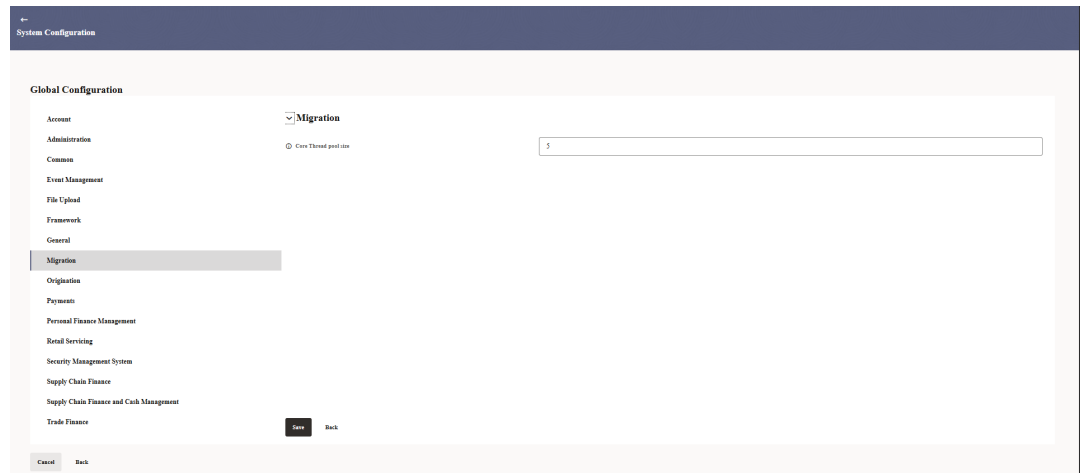 System Configuration
Global Configuration
Account
Administration
Common
Event Management
File Upload
Framework
General
Migration
Origination
Payments
Personal Finance Management
Retail Servicing
Security Management System
Supply Chain Finance
Supply Chain Finance and Cash Management
Trade Finance
Migration
Core Thread pool size
5
Save Back
Cancel Back